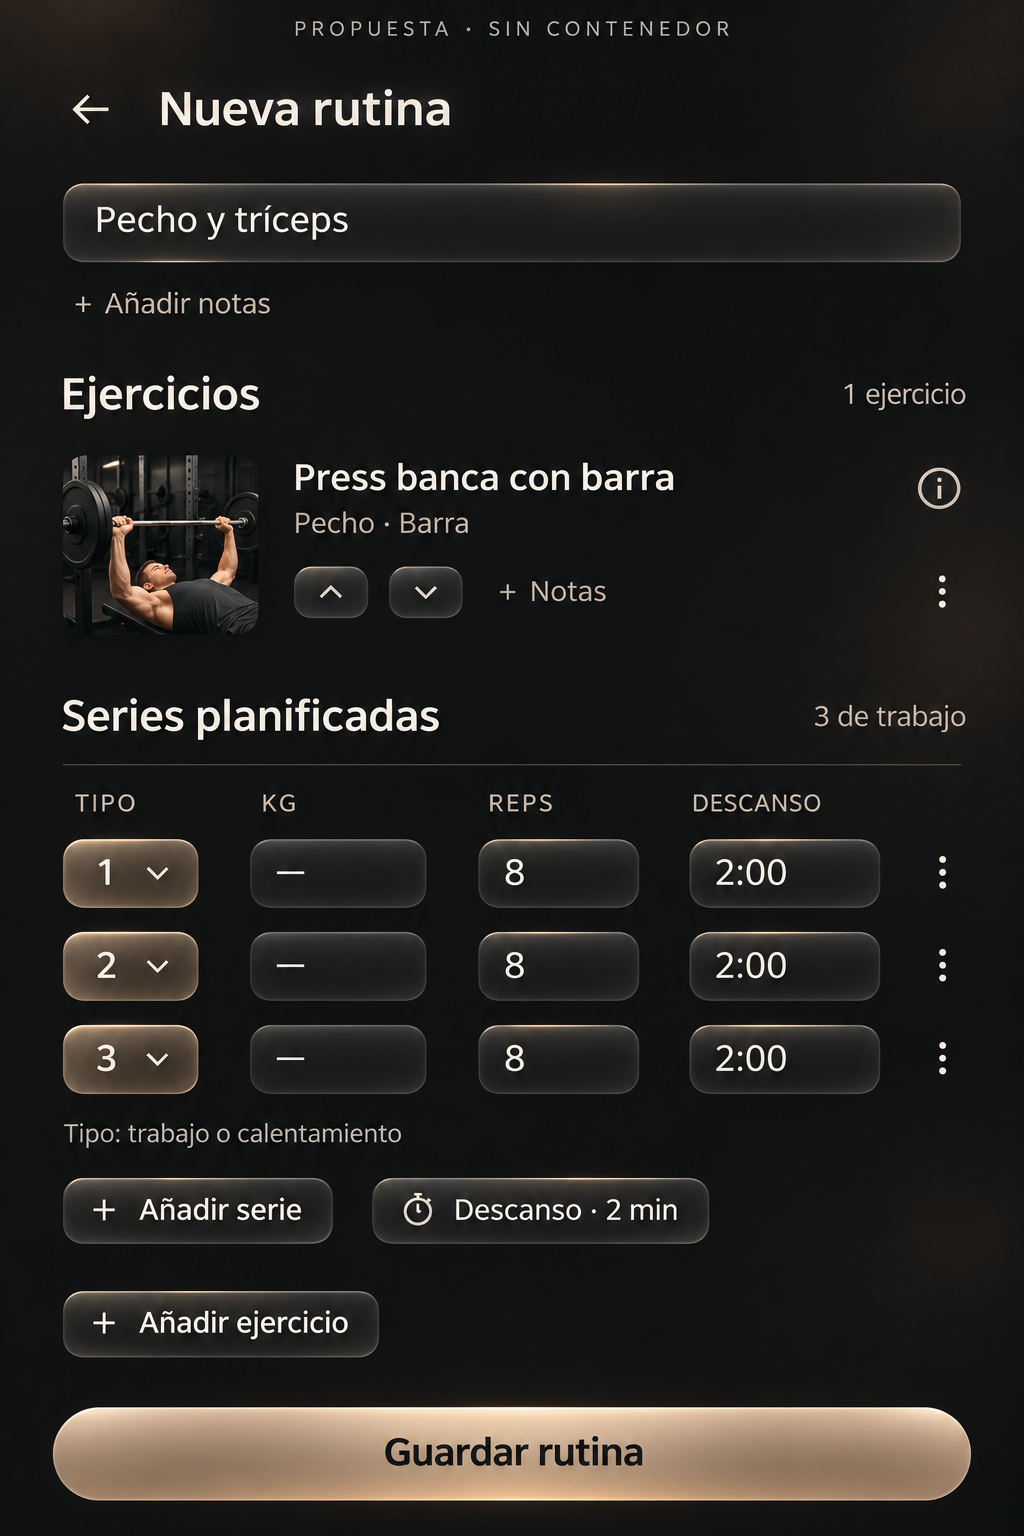 PROPUESTA · SIN CONTENEDOR
Nueva rutina
Pecho y tríceps
+ Añadir notas
Ejercicios
1 ejercicio
Press banca con barra
Pecho · Barra
+ Notas
Series planificadas
3 de trabajo
TIPO KG REPS DESCANSO
1 — 8 2:00
2 — 8 2:00
3 — 8 2:00
Tipo: trabajo o calentamiento
+ Añadir serie
Descanso · 2 min
+ Añadir ejercicio
Guardar rutina